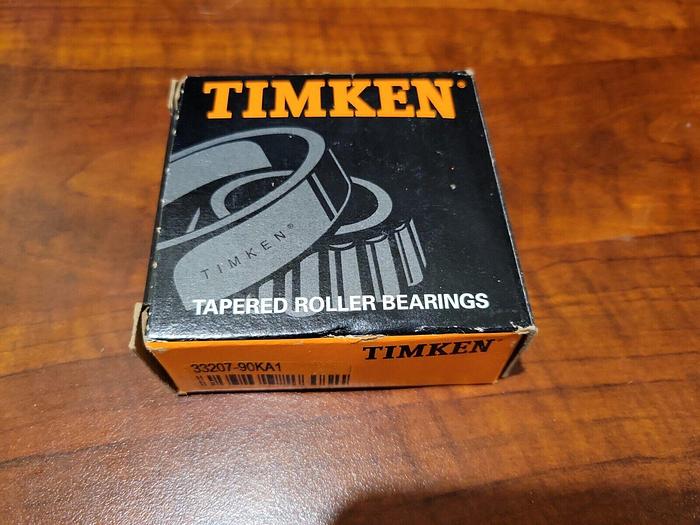 TIMKEN®
TIMKEN®
TAPERED ROLLER BEARINGS
TIMKEN
33207-90KA1